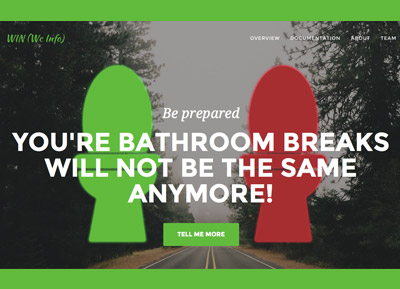 WIN (Wc Info)
OVERVIEW DOCUMENTATION ABOUT TEAM
Be prepared
YOU'RE BATHROOM BREAKS
WILL NOT BE THE SAME
ANYMORE!
TELL ME MORE